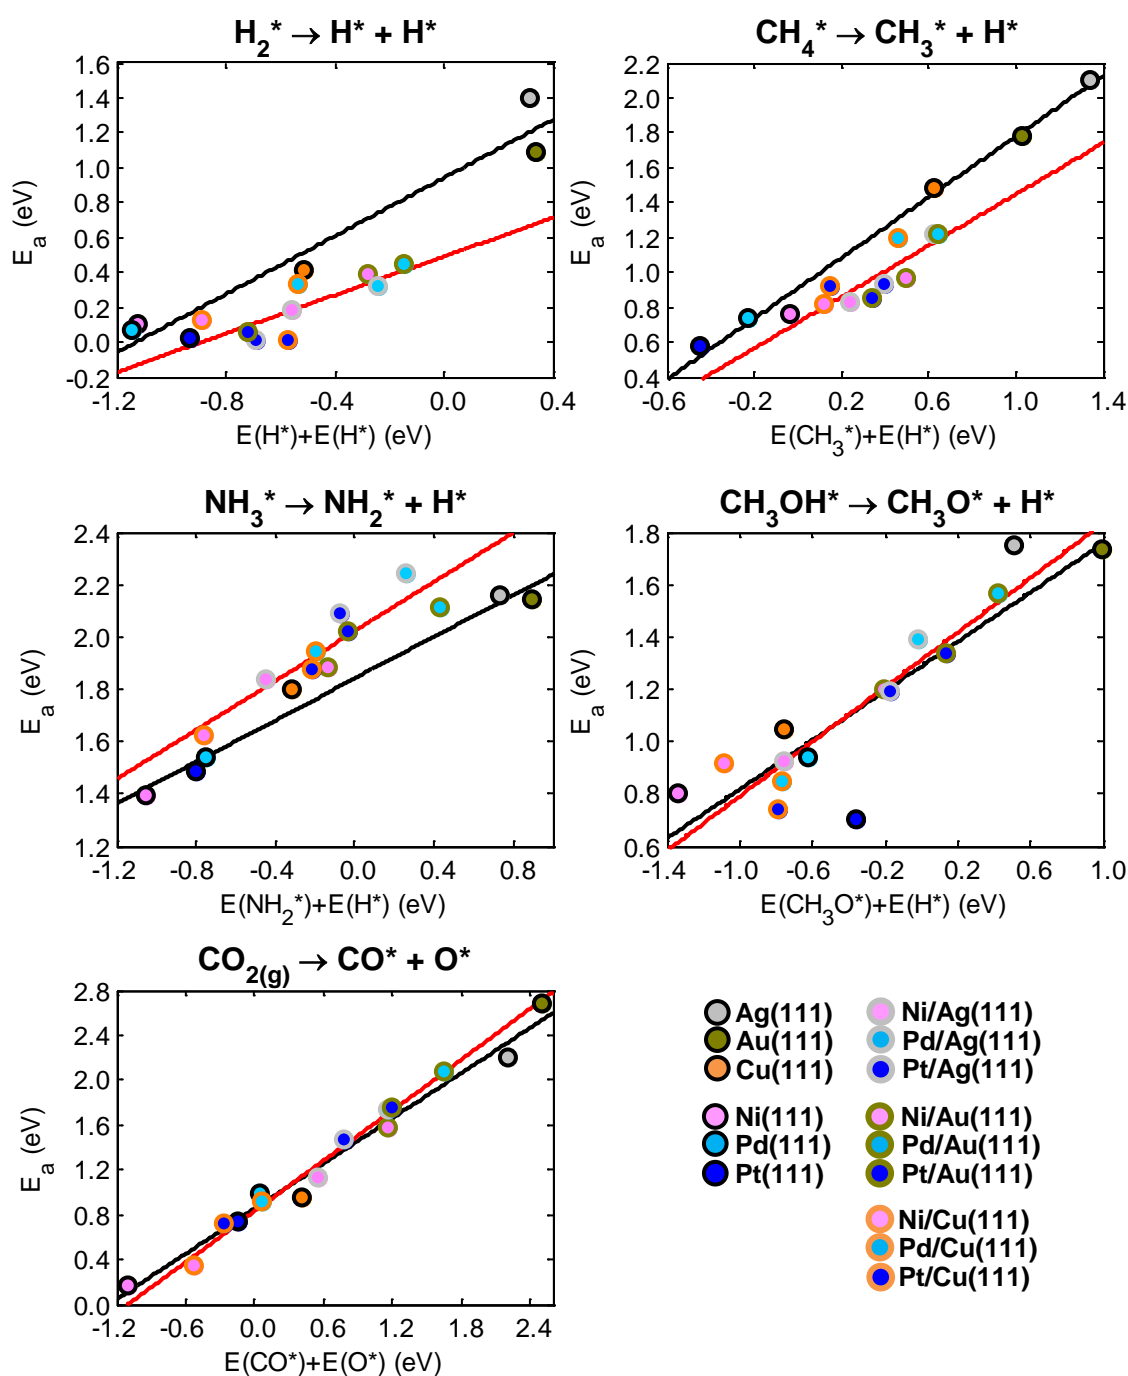 H₂* → H* + H*
1.6
1.4
1.2
1.0
0.8
0.6
0.4
0.2
0.0
-0.2
E_a (eV)
-1.2 -0.8 -0.4 0.0 0.4
E(H*)+E(H*) (eV)
CH₄* → CH₃* + H*
2.2
2.0
1.8
1.6
1.4
1.2
1.0
0.8
0.6
0.4
E_a (eV)
-0.6 -0.2 0.2 0.6 1.0 1.4
E(CH₃*)+E(H*) (eV)
NH₃* → NH₂* + H*
2.4
2.2
2.0
1.8
1.6
1.4
1.2
E_a (eV)
-1.2 -0.8 -0.4 0.0 0.4 0.8
E(NH₂*)+E(H*) (eV)
CH₃OH* → CH₃O* + H*
1.8
1.6
1.4
1.2
1.0
0.8
0.6
E_a (eV)
-1.4 -1.0 -0.6 -0.2 0.2 0.6 1.0
E(CH₃O*)+E(H*) (eV)
CO₂(g) → CO* + O*
2.8
2.4
2.0
1.6
1.2
0.8
0.4
0.0
E_a (eV)
-1.2 -0.6 0.0 0.6 1.2 1.8 2.4
E(CO*)+E(O*) (eV)
Ag(111)
Au(111)
Cu(111)
Ni(111)
Pd(111)
Pt(111)
Ni/Ag(111)
Pd/Ag(111)
Pt/Ag(111)
Ni/Au(111)
Pd/Au(111)
Pt/Au(111)
Ni/Cu(111)
Pd/Cu(111)
Pt/Cu(111)